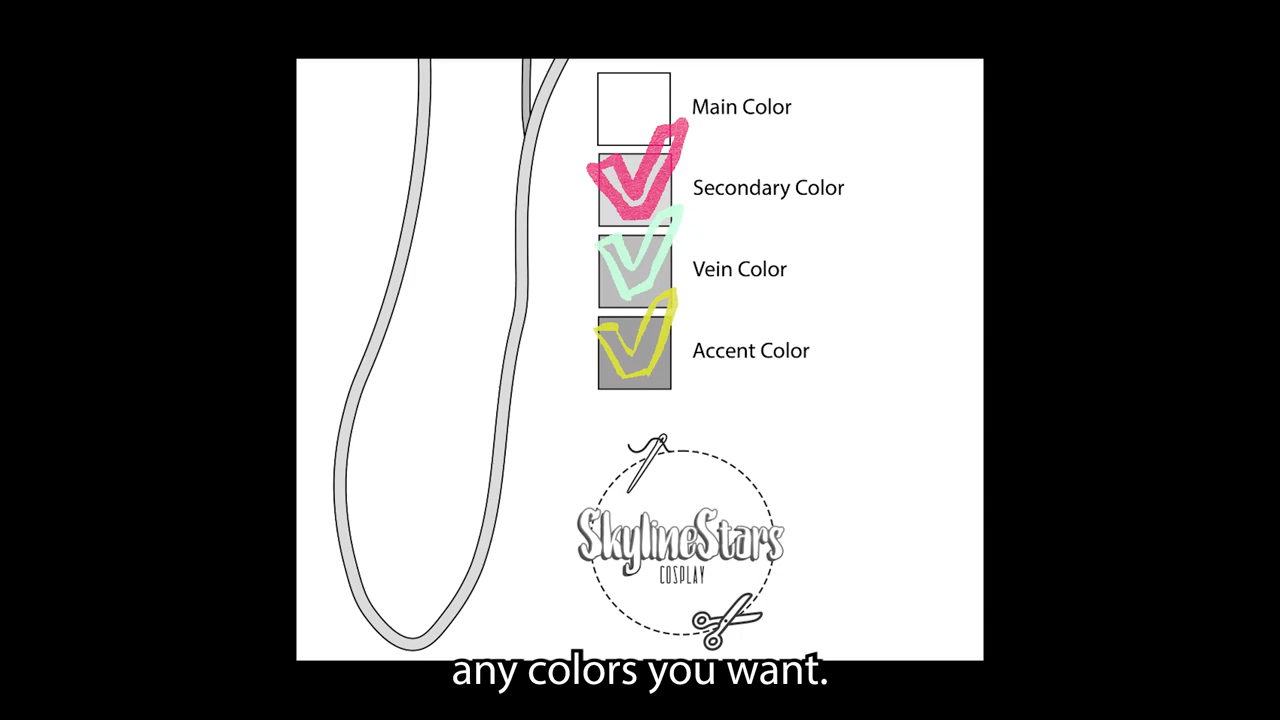 Main Color
Secondary Color
Vein Color
Accent Color
SkylineStars
COSPLAY
any colors you want.